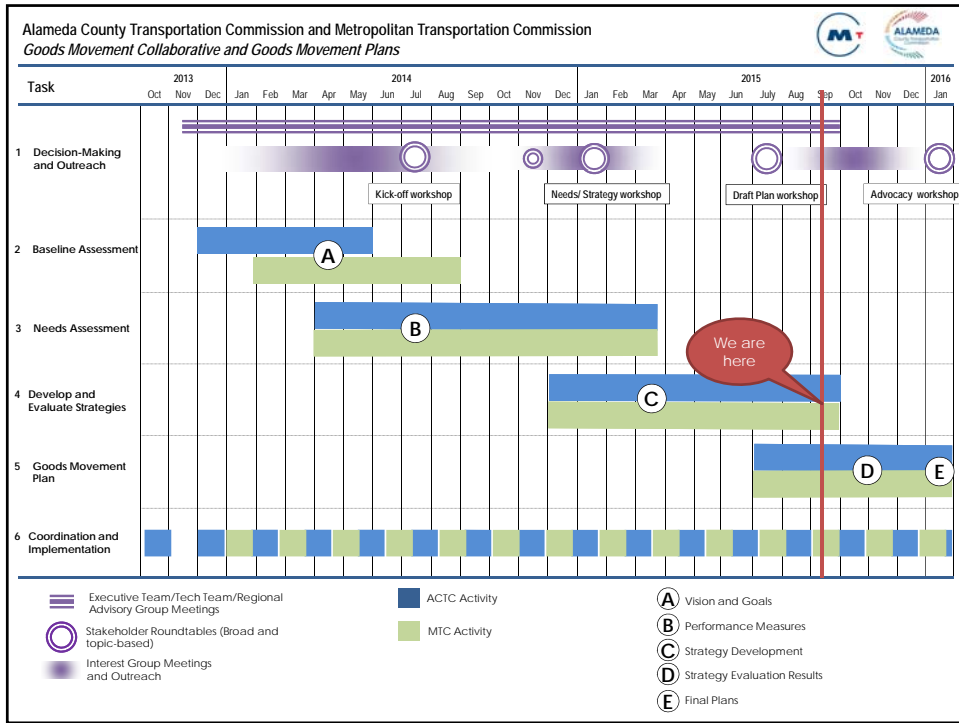 Alameda County Transportation Commission and Metropolitan Transportation Commission
Goods Movement Collaborative and Goods Movement Plans
M T
ALAMEDA
County Transportation
Commission
Task
2013 2014 2015 2016
Oct Nov Dec Jan Feb Mar Apr May Jun Jul Aug Sep Oct Nov Dec Jan Feb Mar Apr May Jun July Aug Sep Oct Nov Dec Jan
1 Decision-Making
and Outreach
Kick-off workshop
Needs/ Strategy workshop
Draft Plan workshop
Advocacy workshop
2 Baseline Assessment
A
3 Needs Assessment
B
We are
here
4 Develop and
Evaluate Strategies
C
5 Goods Movement
Plan
D
E
6 Coordination and
Implementation
Executive Team/Tech Team/Regional
Advisory Group Meetings
Stakeholder Roundtables (Broad and
topic-based)
Interest Group Meetings
and Outreach
ACTC Activity
MTC Activity
A Vision and Goals
B Performance Measures
C Strategy Development
D Strategy Evaluation Results
E Final Plans